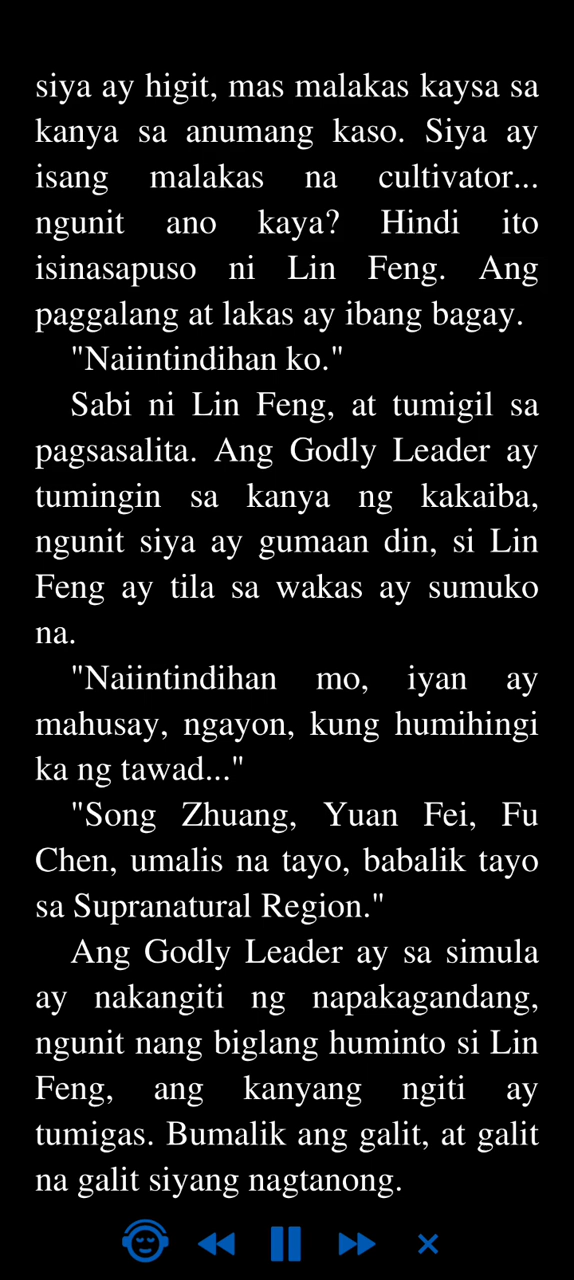 siya ay higit, mas malakas kaysa sa
kanya sa anumang kaso. Siya ay
isang malakas na cultivator...
ngunit ano kaya? Hindi ito
isinasapuso ni Lin Feng. Ang
paggalang at lakas ay ibang bagay.
"Naiintindihan ko."
Sabi ni Lin Feng, at tumigil sa
pagsasalita. Ang Godly Leader ay
tumingin sa kanya ng kakaiba,
ngunit siya ay gumaan din, si Lin
Feng ay tila sa wakas ay sumuko
na.
"Naiintindihan mo, iyan ay
mahusay, ngayon, kung humihingi
ka ng tawad..."
"Song Zhuang, Yuan Fei, Fu
Chen, umalis na tayo, babalik tayo
sa Supranatural Region."
Ang Godly Leader ay sa simula
ay nakangiti ng napakagandang,
ngunit nang biglang huminto si Lin
Feng, ang kanyang ngiti ay
tumigas. Bumalik ang galit, at galit
na galit siyang nagtanong.